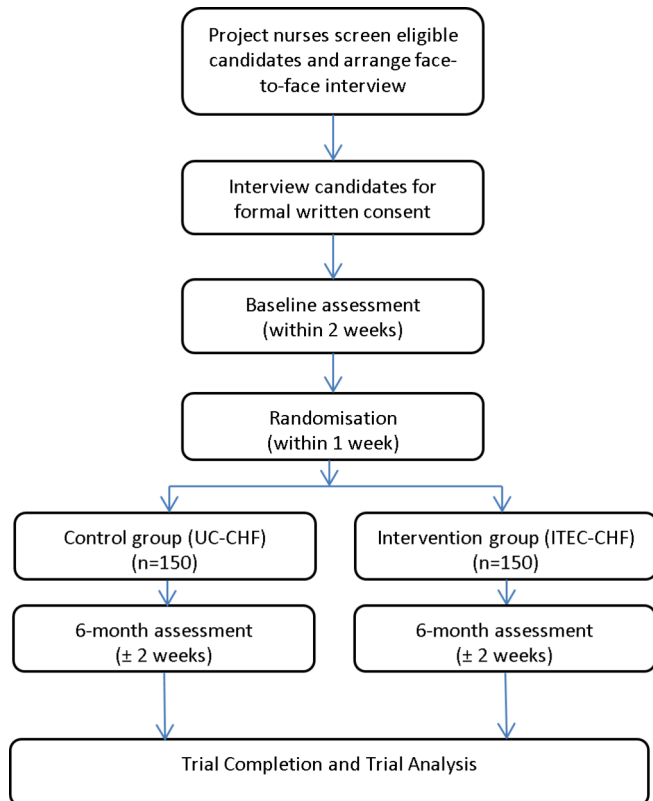 Project nurses screen eligible
candidates and arrange face-
to-face interview
Interview candidates for
formal written consent
Baseline assessment
(within 2 weeks)
Randomisation
(within 1 week)
Control group (UC-CHF)
(n=150)
Intervention group (ITEC-CHF)
(n=150)
6-month assessment
(± 2 weeks)
6-month assessment
(± 2 weeks)
Trial Completion and Trial Analysis